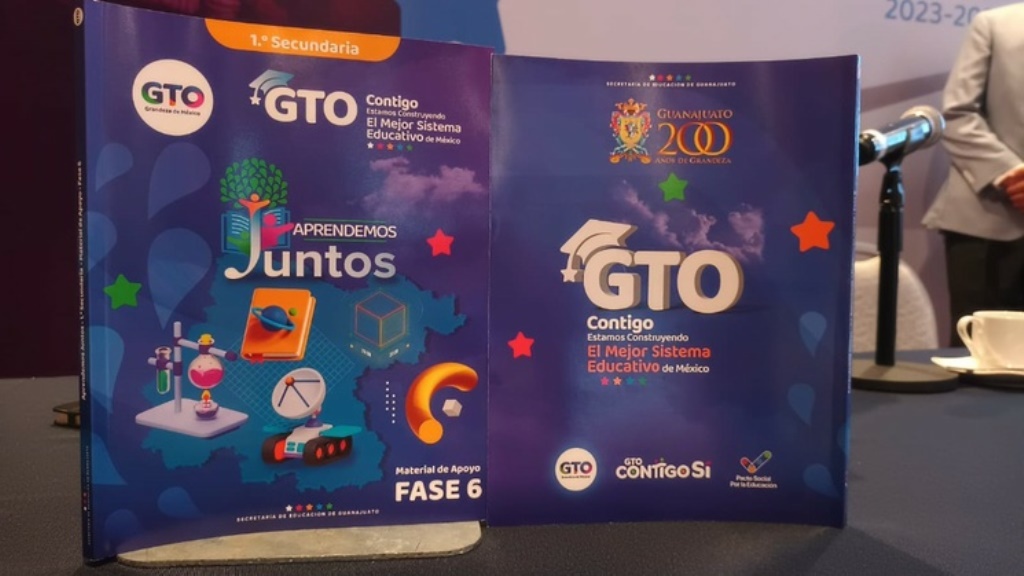 2023-20
1.° Secundaria
GTO
Grandeza de México
GTO
Contigo
Estamos Construyendo
El Mejor Sistema
Educativo de México
APRENDEMOS
Juntos
Material de Apoyo
FASE 6
SECRETARÍA DE EDUCACIÓN DE GUANAJUATO
SECRETARÍA DE EDUCACIÓN DE GUANAJUATO
GUANAJUATO
200
AÑOS DE GRANDEZA
GTO
Contigo
Estamos Construyendo
El Mejor Sistema
Educativo de México
GTO
Grandeza de México
GTO
CONTIGO SÍ
Pacto Social
Por la Educación